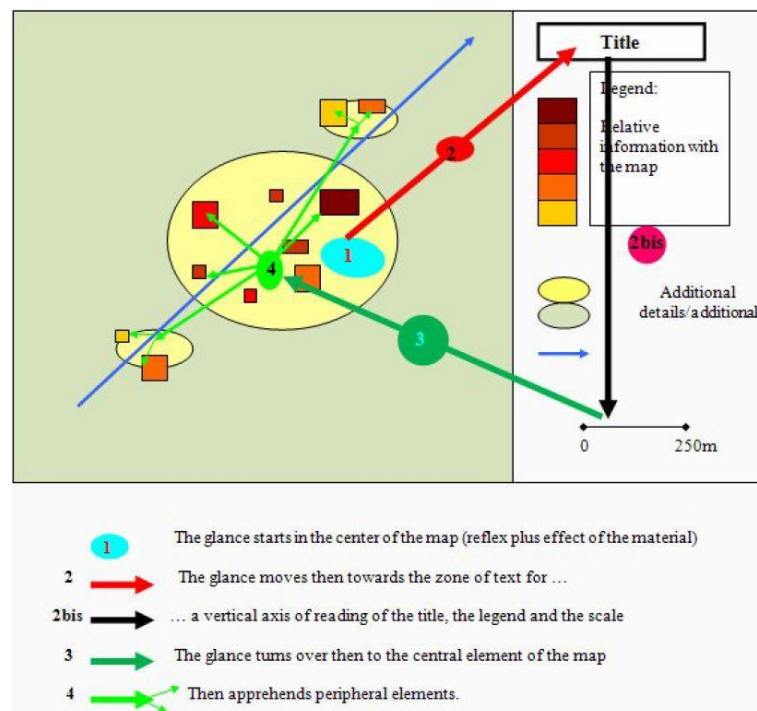 Title
2
Legend:
Relative
information with
the map
1
2bis
4
Additional
details/additional
3
0 250m
1 The glance starts in the center of the map (reflex plus effect of the material)
2 The glance moves then towards the zone of text for …
2bis … a vertical axis of reading of the title, the legend and the scale
3 The glance turns over then to the central element of the map
4 Then apprehends peripheral elements.